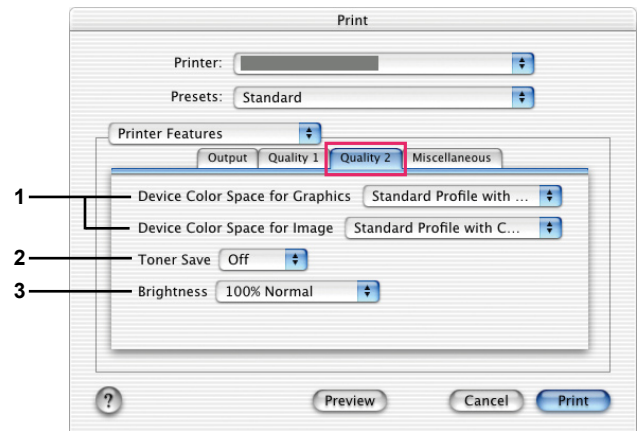 Print
Printer:
Presets: Standard
Printer Features
Output Quality 1 Quality 2 Miscellaneous
1 Device Color Space for Graphics Standard Profile with ...
Device Color Space for Image Standard Profile with C...
2 Toner Save Off
3 Brightness 100% Normal
? Preview Cancel Print